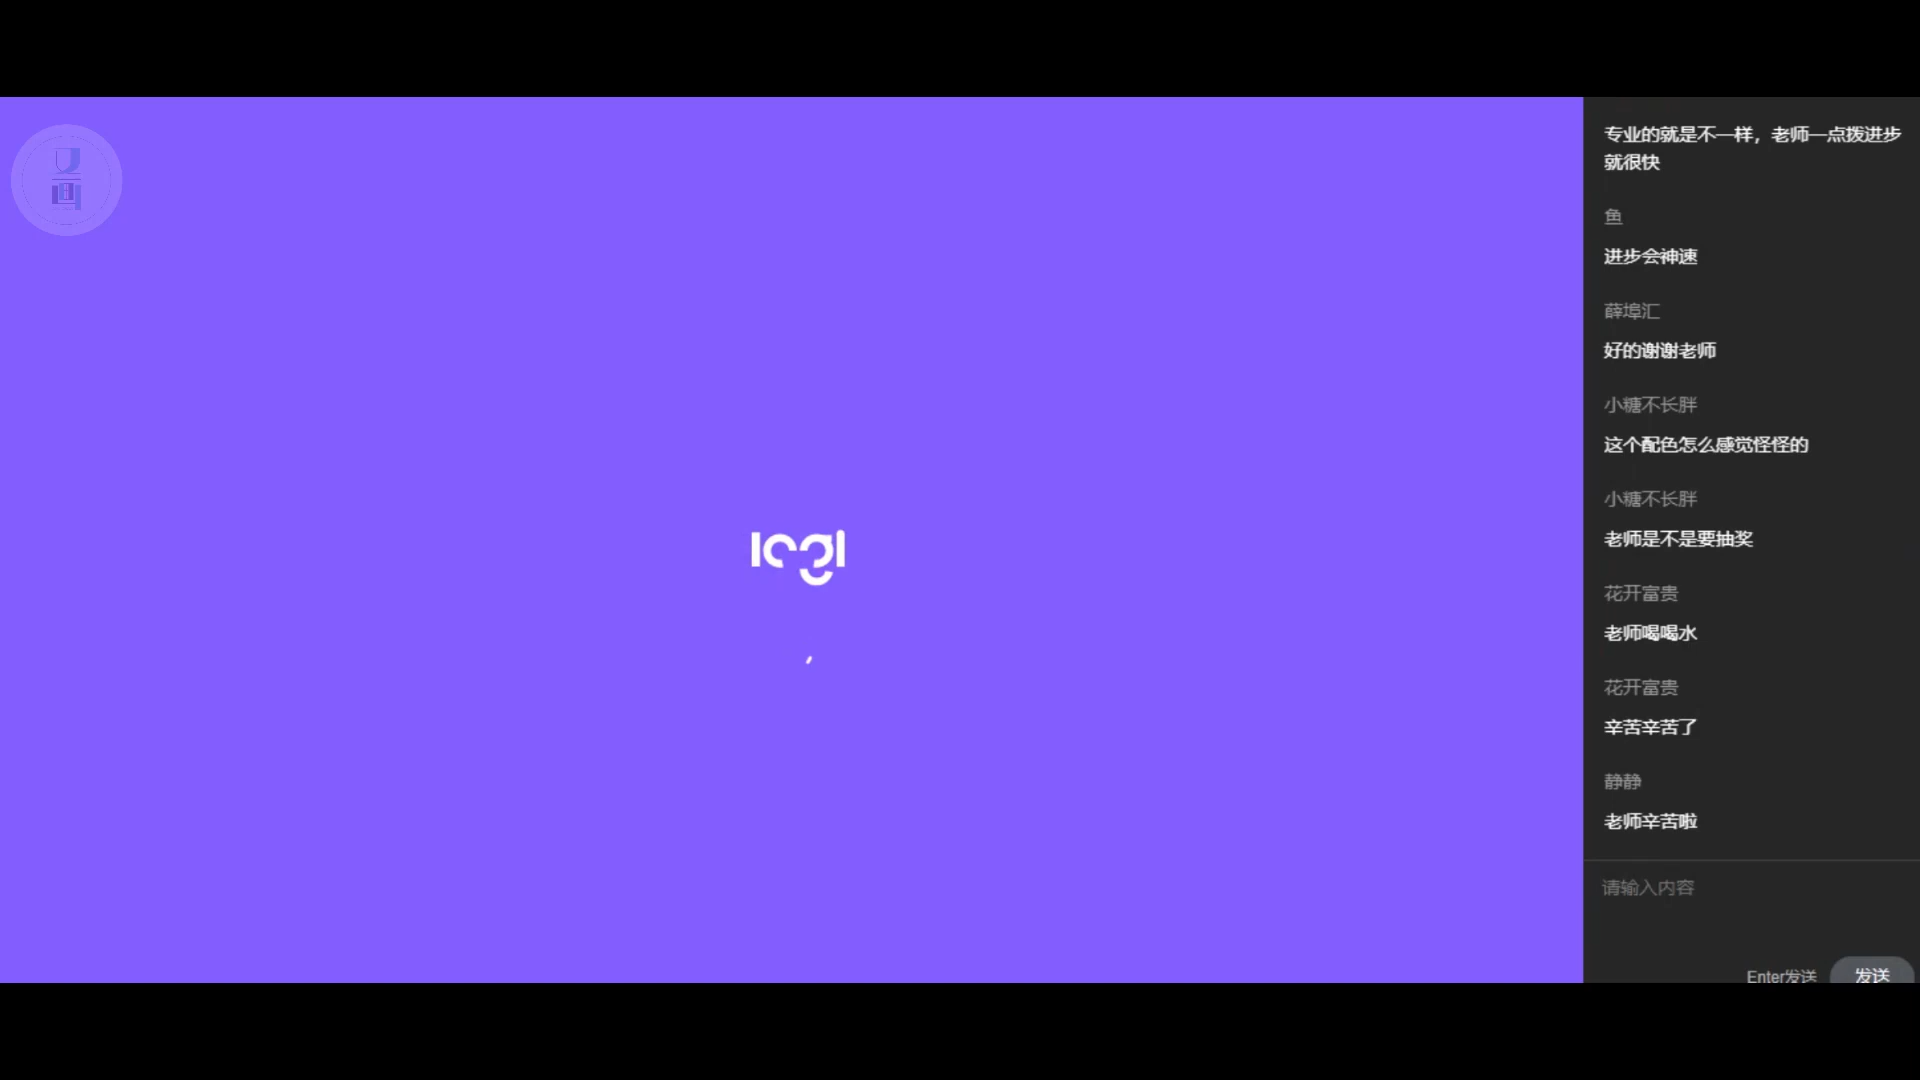 logi
专业的就是不一样，老师一点拨进步
就很快
鱼
进步会神速
薛埠汇
好的谢谢老师
小糖不长胖
这个配色怎么感觉怪怪的
小糖不长胖
老师是不是要抽奖
花开富贵
老师喝喝水
花开富贵
辛苦辛苦了
静静
老师辛苦啦
请输入内容
Enter发送
发送